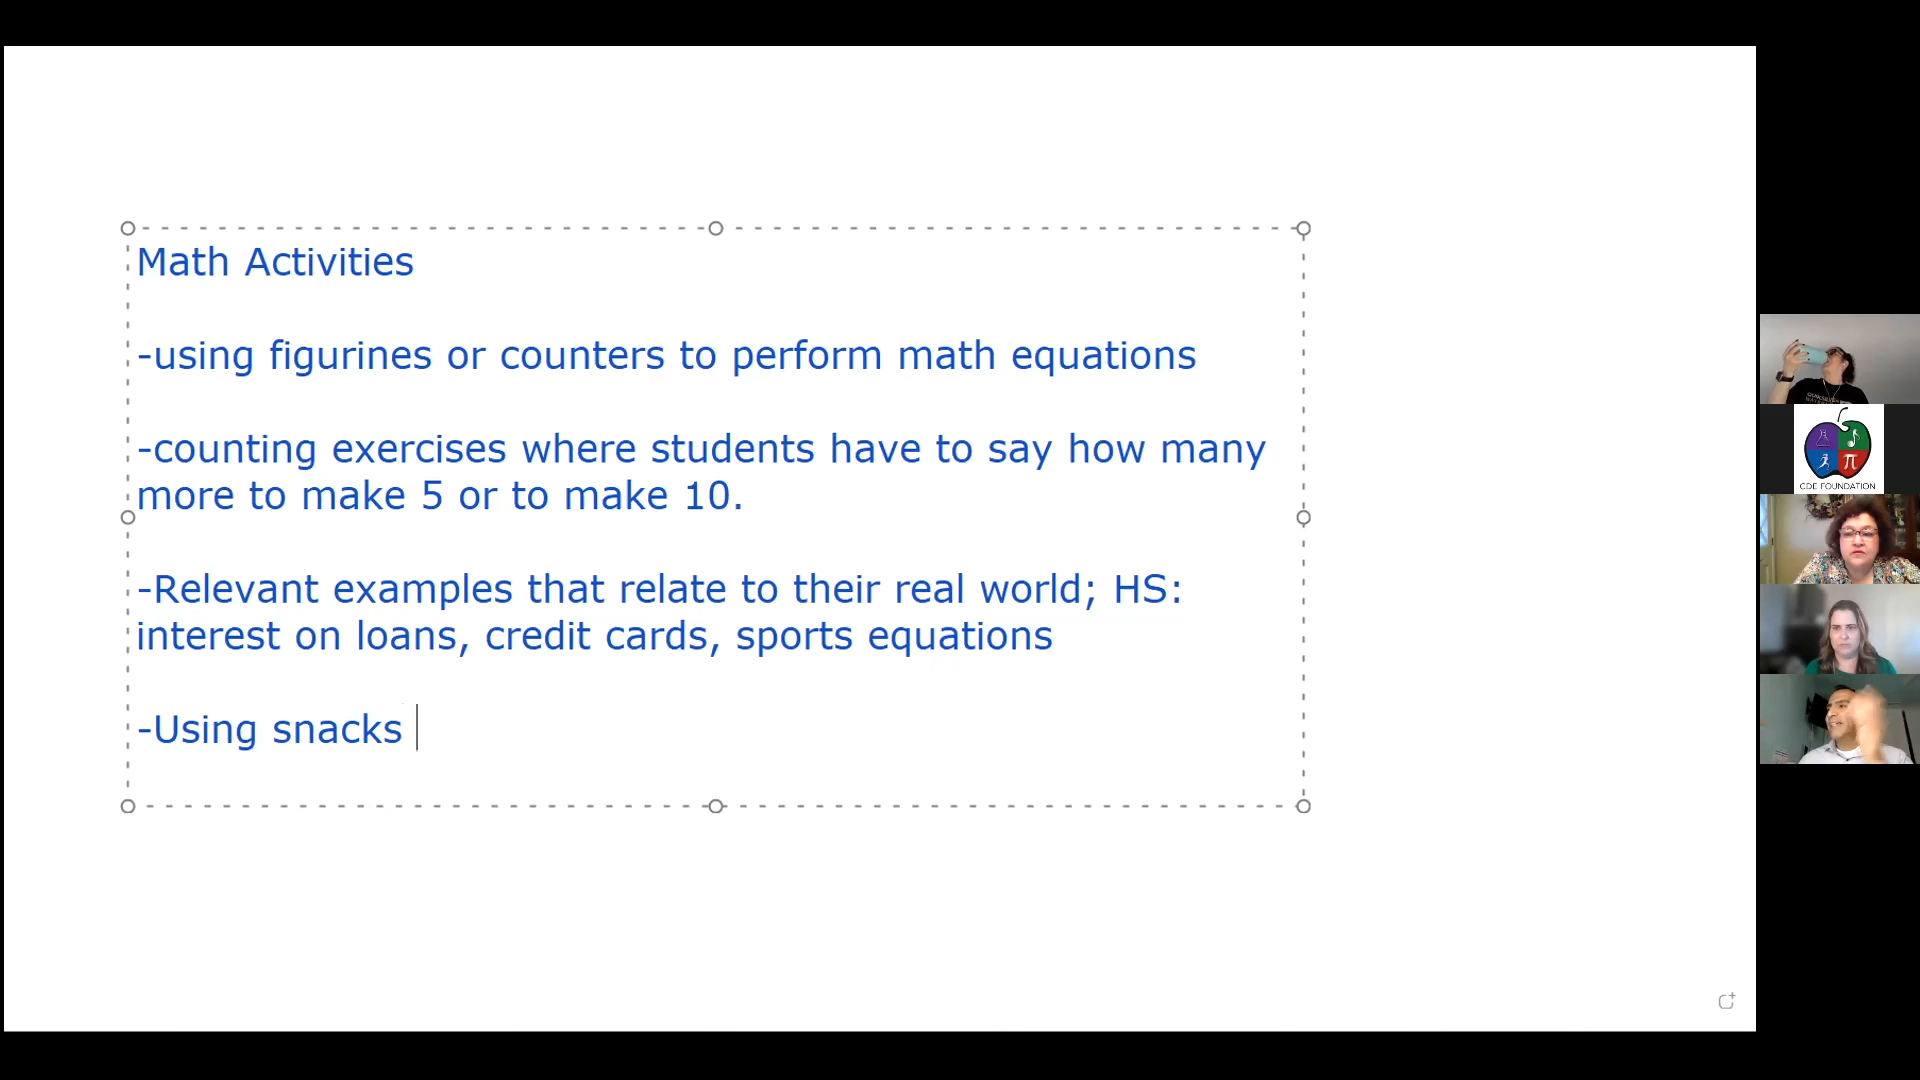 Math Activities
-using figurines or counters to perform math equations
-counting exercises where students have to say how many
more to make 5 or to make 10.
-Relevant examples that relate to their real world; HS:
interest on loans, credit cards, sports equations
-Using snacks
π
CDE FOUNDATION